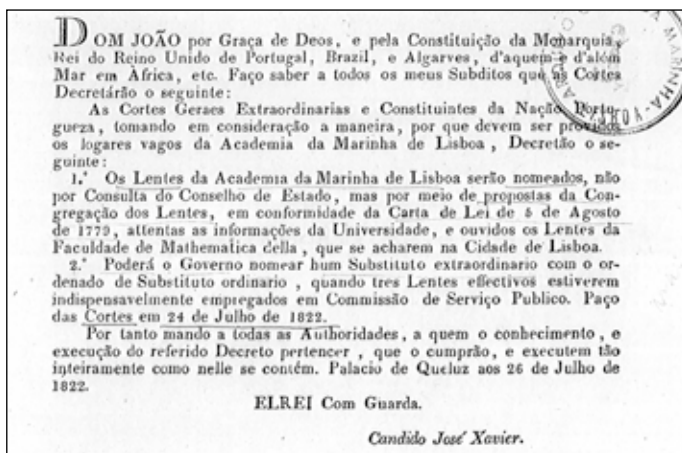 DOM JOÃO por Graça de Deos, e pela Constituição da Monarquia,
Rei do Reino Unido de Portugal, Brazil, e Algarves, d'aquem e d'além
Mar em Africa, etc. Faço saber a todos os meus Subditos que as Cortes
Decretárão o seguinte:
As Cortes Geraes Extraordinarias e Constituintes da Nação Portu-
gueza, tomando em consideração a maneira, por que devem ser providos
os logares vagos da Academia da Marinha de Lisboa, Decretão o se-
guinte:
1.º Os Lentes da Academia da Marinha de Lisboa serão nomeados, não
por Consulta do Conselho de Estado, mas por meio de propostas da Con-
gregação dos Lentes, em conformidade da Carta de Lei de 5 de Agosto
de 1779, attentas as informações da Universidade, e ouvidos os Lentes da
Faculdade de Mathematica della, que se acharem na Cidade de Lisboa.
2.º Poderá o Governo nomear hum Substituto extraordinario com o or-
denado de Substituto ordinario, quando tres Lentes effectivos estiverem
indispensavelmente empregados em Commissão de Serviço Publico. Paço
das Cortes em 24 de Julho de 1822.
Por tanto mando a todas as Authoridades, a quem o conhecimento, e
execução do referido Decreto pertencer, que o cumprão, e executem tão
inteiramente como nelle se contém. Palacio de Queluz aos 26 de Julho de
1822.
ELREI Com Guarda.
Candido José Xavier.
MARINHA